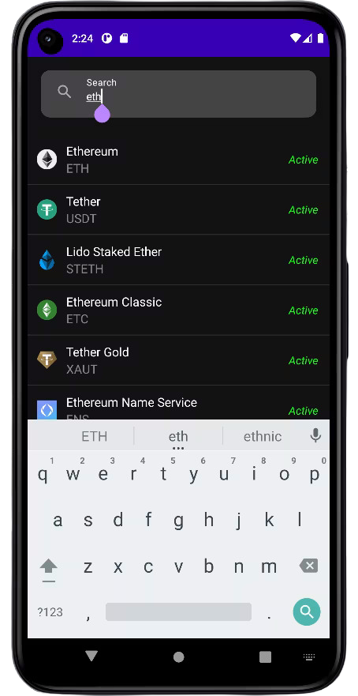 2:24
Search
eth
Ethereum
ETH
Active
Tether
USDT
Active
Lido Staked Ether
STETH
Active
Ethereum Classic
ETC
Active
Tether Gold
XAUT
Active
Ethereum Name Service
ENS
Active
ETH eth ethnic
1 2 3 4 5 6 7 8 9 0
q w e r t y u i o p
a s d f g h j k l
z x c v b n m
?123 , .